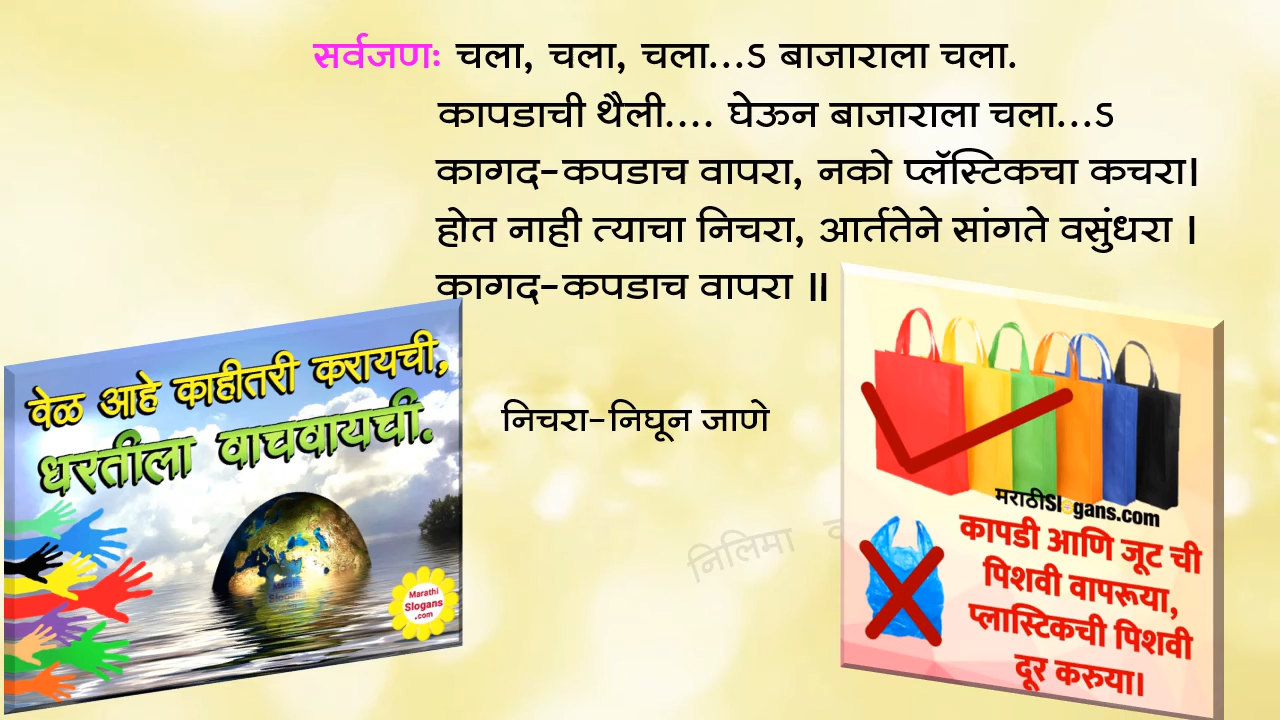 सर्वजणः चला, चला, चला...ऽ बाजाराला चला.
कापडाची थैली.... घेऊन बाजाराला चला...ऽ
कागद-कपडाच वापरा, नको प्लॅस्टिकचा कचरा।
होत नाही त्याचा निचरा, आर्ततेने सांगते वसुंधरा ।
कागद-कपडाच वापरा ॥
वेळ आहे काहीतरी करायची,
धरतीला वाचवायची.
Marathi
Slogans
.com
निचरा-निघून जाणे
निलिमा
मराठीSlogans.com
कापडी आणि जूट ची
पिशवी वापरूया,
प्लास्टिकची पिशवी
दूर करुया।